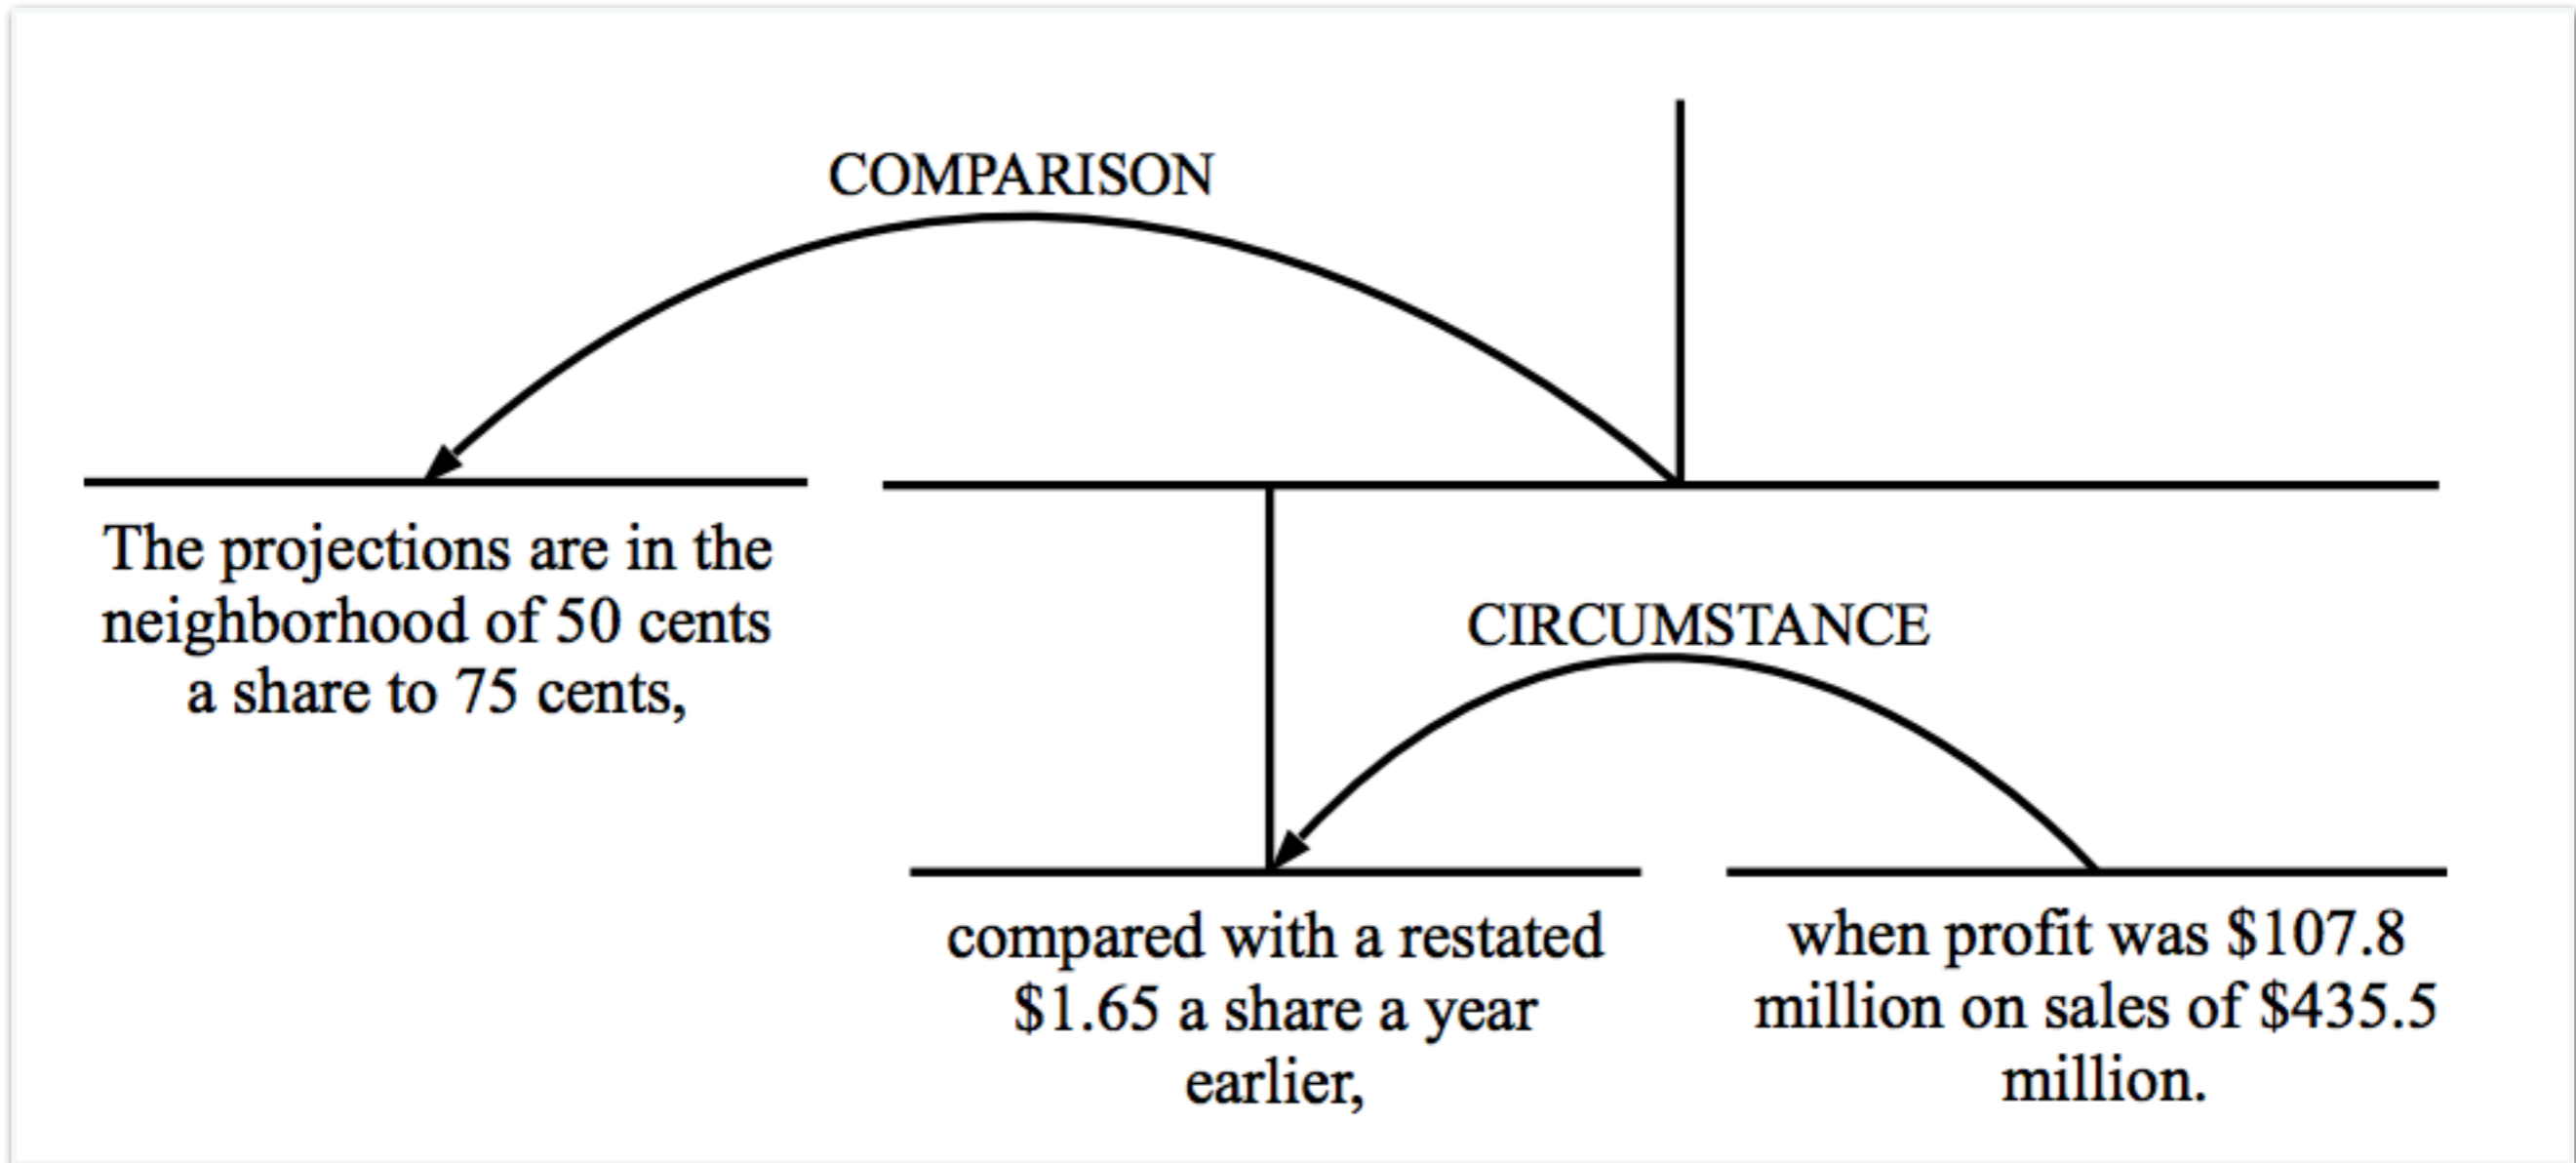 COMPARISON
The projections are in the
neighborhood of 50 cents
a share to 75 cents,
CIRCUMSTANCE
compared with a restated
$1.65 a share a year
earlier,
when profit was $107.8
million on sales of $435.5
million.